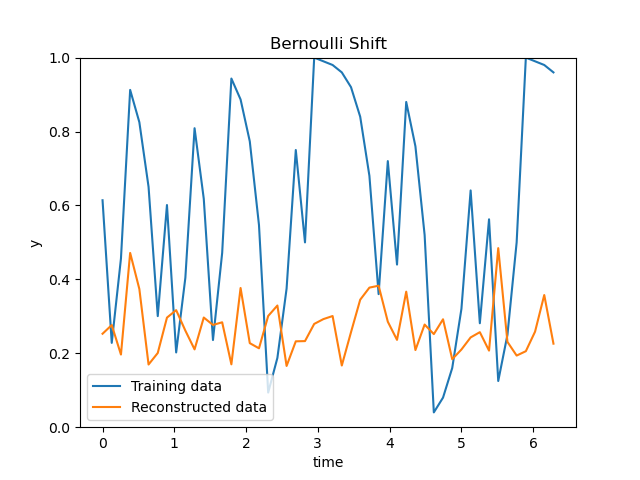 Bernoulli Shift
1.0
0.8
0.6
0.4
0.2
0.0
y
Training data
Reconstructed data
0 1 2 3 4 5 6
time